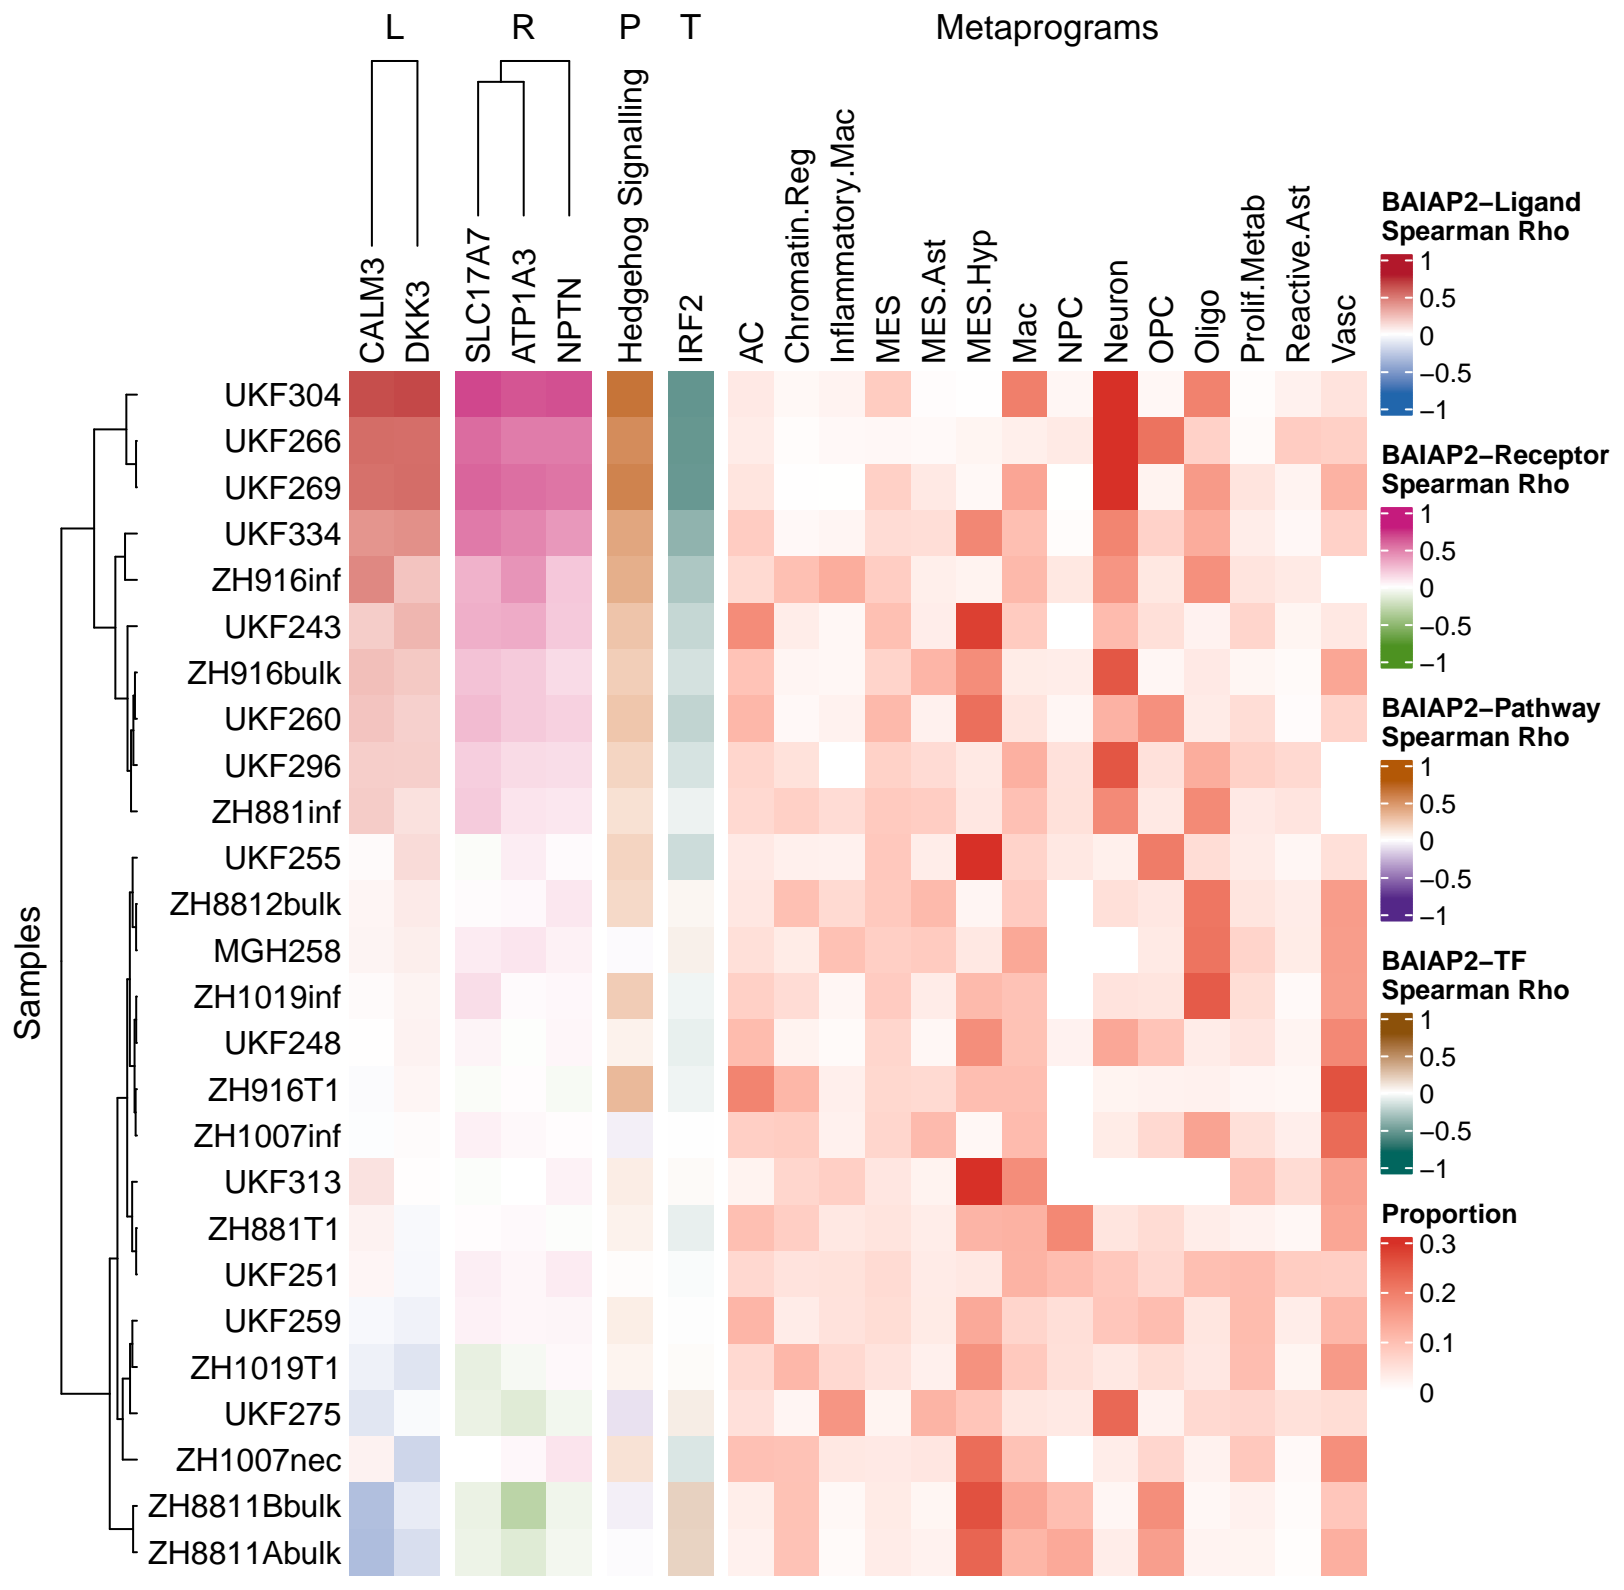 L R P T Metaprograms
CALM3
DKK3
SLC17A7
ATP1A3
NPTN
Hedgehog Signalling
IRF2
AC
Chromatin.Reg
Inflammatory.Mac
MES
MES.Ast
MES.Hyp
Mac
NPC
Neuron
OPC
Oligo
Prolif.Metab
Reactive.Ast
Vasc
Samples
UKF304
UKF266
UKF269
UKF334
ZH916inf
UKF243
ZH916bulk
UKF260
UKF296
ZH881inf
UKF255
ZH8812bulk
MGH258
ZH1019inf
UKF248
ZH916T1
ZH1007inf
UKF313
ZH881T1
UKF251
UKF259
ZH1019T1
UKF275
ZH1007nec
ZH8811Bbulk
ZH8811Abulk
BAIAP2−Ligand
Spearman Rho
1
0.5
0
−0.5
−1
BAIAP2−Receptor
Spearman Rho
1
0.5
0
−0.5
−1
BAIAP2−Pathway
Spearman Rho
1
0.5
0
−0.5
−1
BAIAP2−TF
Spearman Rho
1
0.5
0
−0.5
−1
Proportion
0.3
0.2
0.1
0